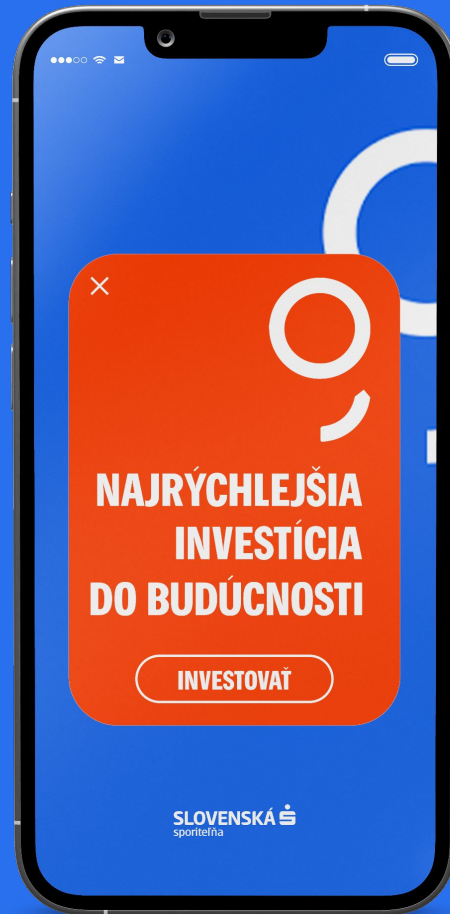 NAJRÝCHLEJŠIA
INVESTÍCIA
DO BUDÚCNOSTI
INVESTOVAŤ
SLOVENSKÁ
sporiteľňa